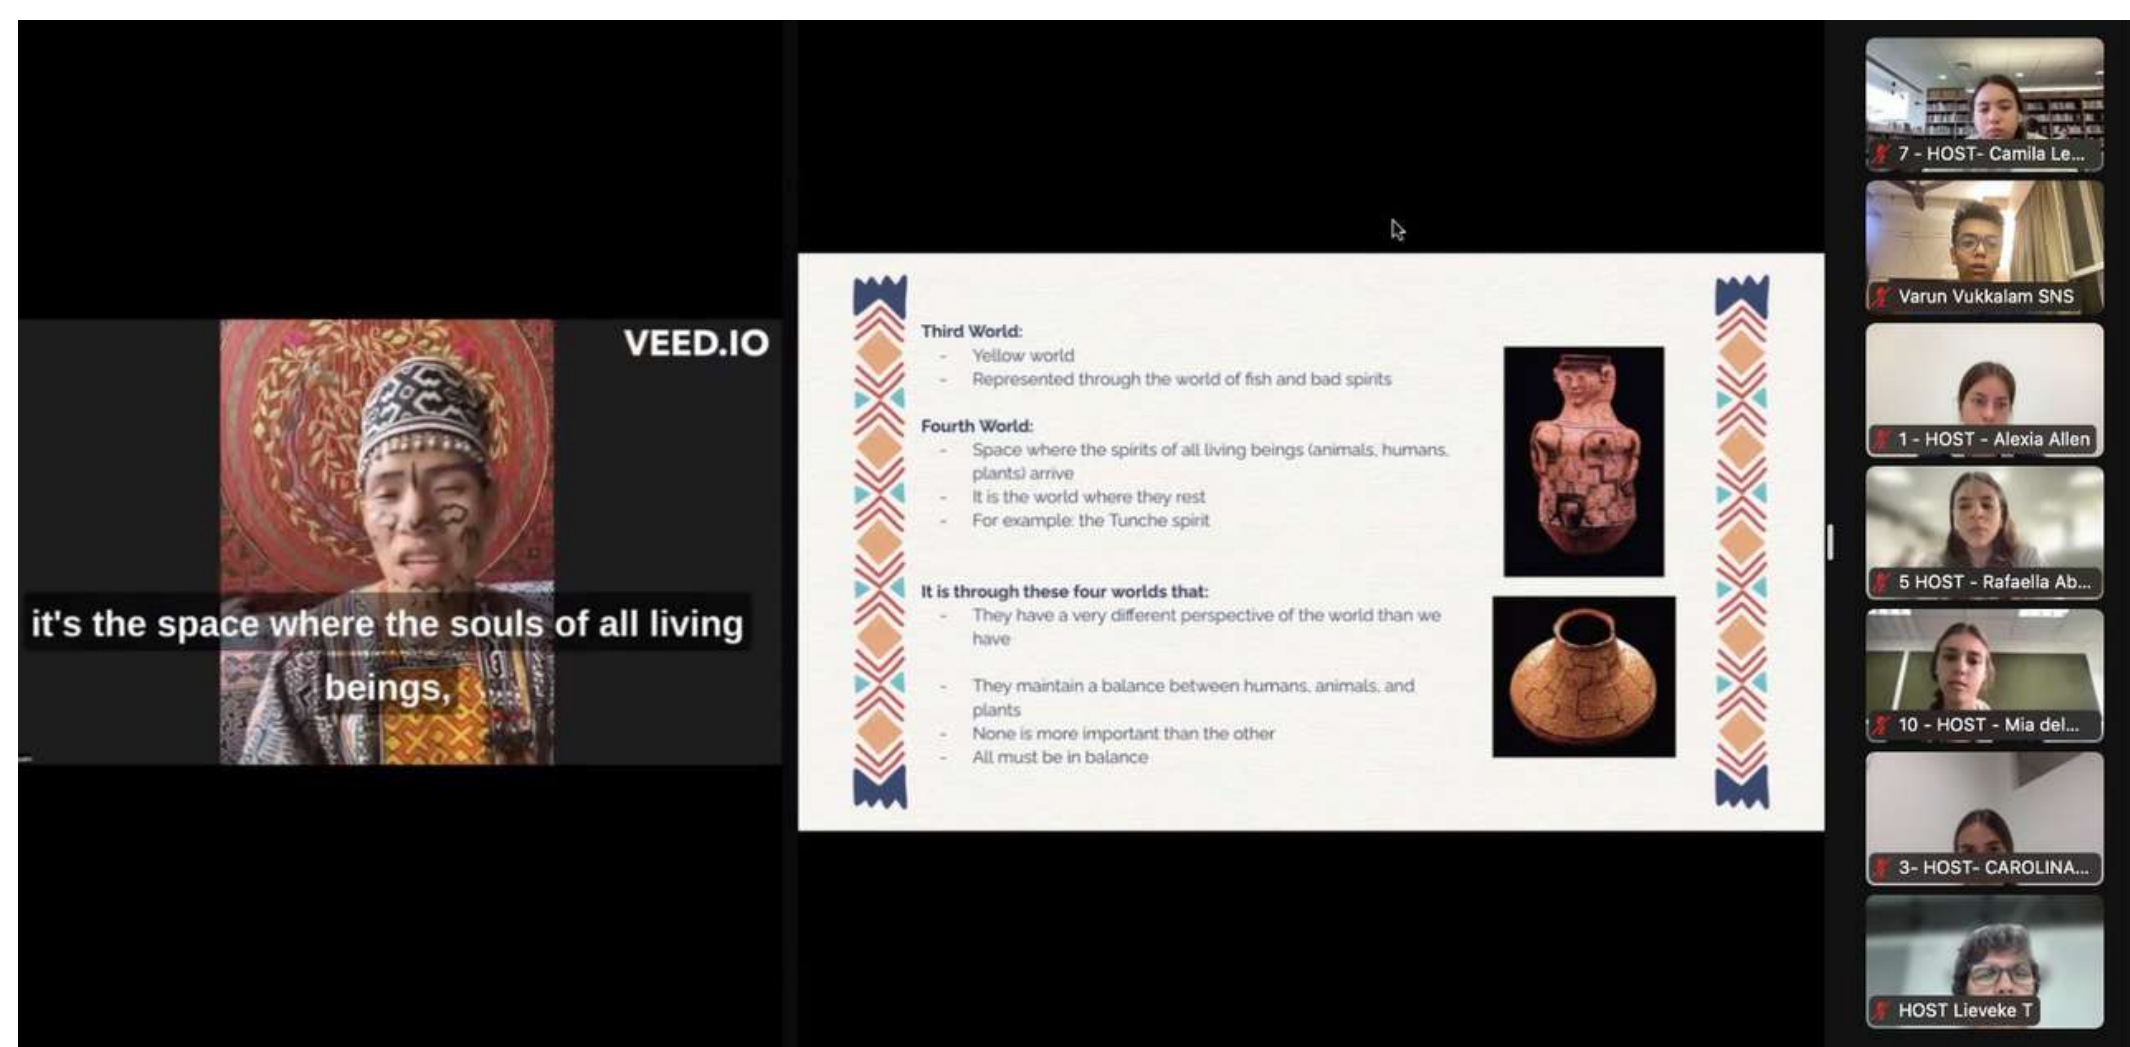 VEED.IO
it's the space where the souls of all living
beings,
Third World:
- Yellow world
- Represented through the world of fish and bad spirits
Fourth World:
- Space where the spirits of all living beings (animals, humans,
plants) arrive
- It is the world where they rest
- For example: the Tunche spirit
It is through these four worlds that:
- They have a very different perspective of the world than we
have
- They maintain a balance between humans, animals, and
plants
- None is more important than the other
- All must be in balance
7 - HOST- Camila Le...
Varun Vukkalam SNS
1 - HOST - Alexia Allen
5 HOST - Rafaella Ab...
10 - HOST - Mia del...
3- HOST- CAROLINA...
HOST Lieveke T